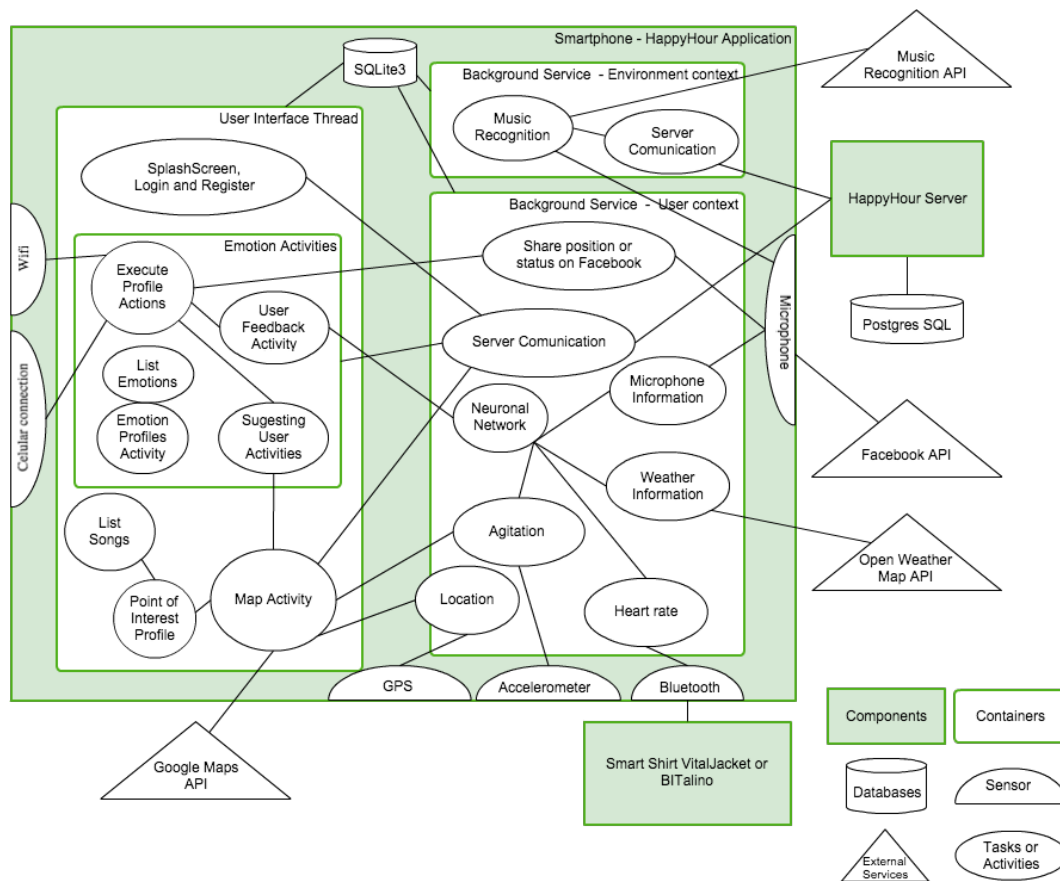 Smartphone - HappyHour Application
SQLite3
Music
Recognition API
Background Service - Environment context
Music
Recognition
Server
Comunication
User Interface Thread
SplashScreen,
Login and Register
HappyHour Server
Postgres SQL
Background Service - User context
Share position or
status on Facebook
Wifi
Emotion Activities
Execute
Profile
Actions
User
Feedback
Activity
Microphone
Server Comunication
Celular connection
List
Emotions
Emotion
Profiles
Activity
Sugesting
User
Activities
Neuronal
Network
Microphone
Information
Facebook API
Weather
Information
List
Songs
Agitation
Open Weather
Map API
Point of
Interest
Profile
Map Activity
Location
Heart rate
GPS
Accelerometer
Bluetooth
Google Maps
API
Smart Shirt VitalJacket or
BITalino
Components
Containers
Databases
Sensor
External
Services
Tasks or
Activities